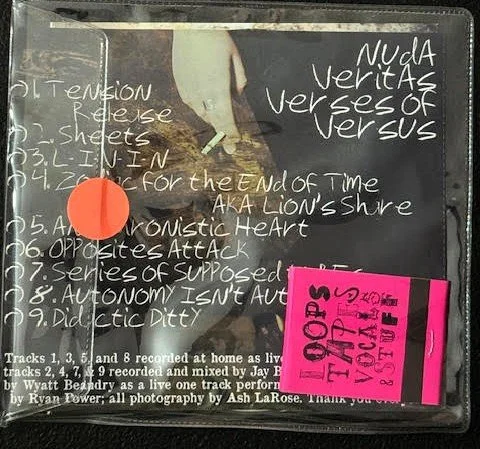 Nuda
Veritas
Verses of
Versus
1. Tension
Release
2. Sheets
3. L-I-N-I-N
4. for the End of Time
AKA Lion's Share
5. Heart
6. Opposites Attack
7. Series of Supposed
8. Autonomy Isn't
9. Didactic Ditty
LOOPS
TAPES
VOCALS
& STUFF
Tracks 1, 3, 5, and 8 recorded at home as live
tracks 2, 4, 7, & 9 recorded and mixed by Jay
by Wyatt Beandry as a live one track
by Ryan Power; all photography by Ash LaRose. Thank you